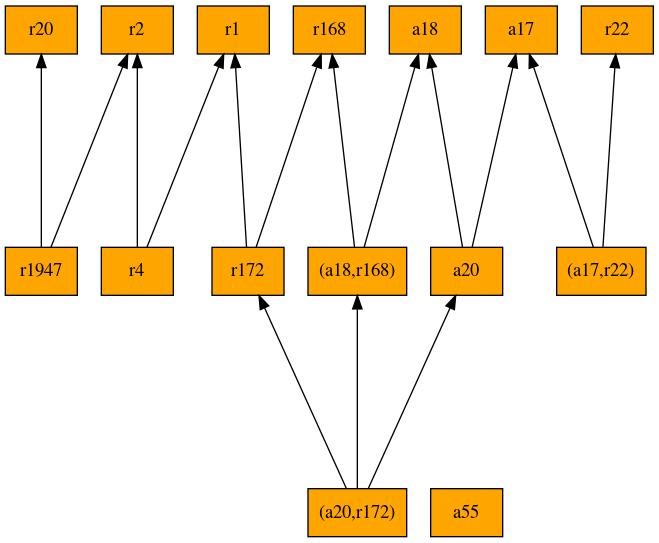 r20
r2
r1
r168
a18
a17
r22
r1947
r4
r172
(a18,r168)
a20
(a17,r22)
(a20,r172)
a55